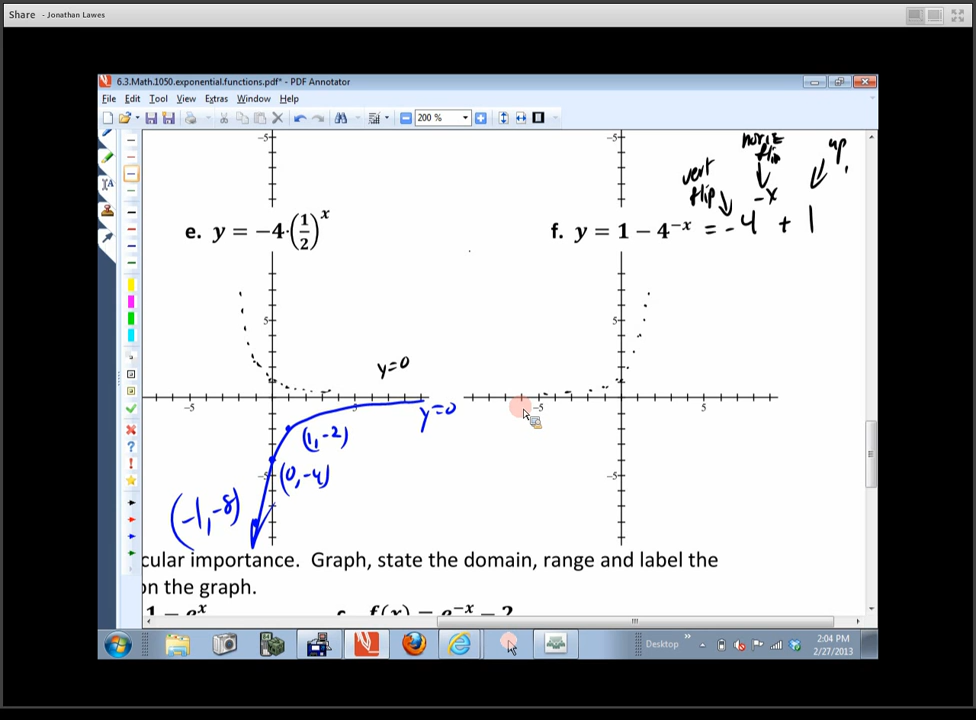 Share - Jonathan Lawes
6.3.Math.1050.exponential.functions.pdf* - PDF Annotator
File Edit Tool View Extras Window Help
200 %
-5 -5
horiz
flip
up
vert
flip
e. y = −4·(1/2)^x
f. y = 1 − 4^−x = -4^-x + 1
5 5
y=0
-5 5 -5 5
y=0
(1,-2)
-5 (0,-4) -5
(-1,-8)
cular importance. Graph, state the domain, range and label the
on the graph.
Desktop
2:04 PM
2/27/2013